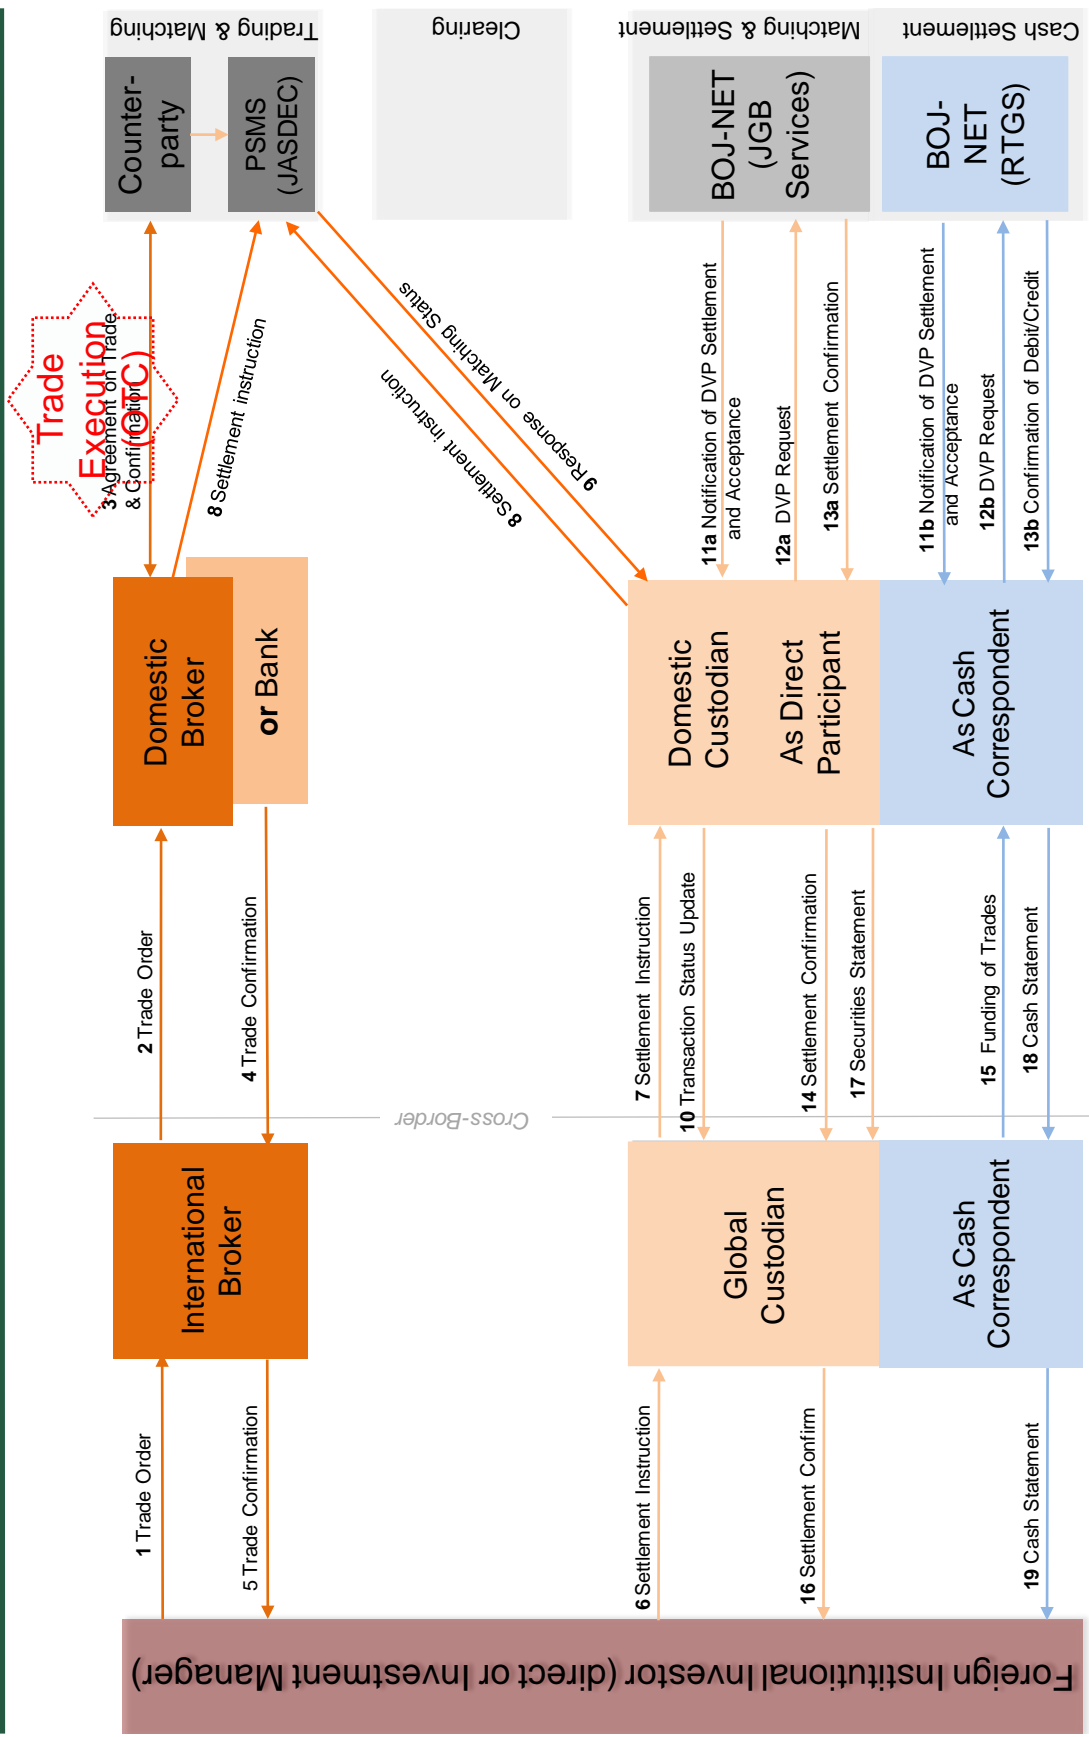 Trading & Matching
Clearing
Matching & Settlement
Cash Settlement
Counter-
party
PSMS
(JASDEC)
BOJ-NET
(JGB
Services)
BOJ-
NET
(RTGS)
Trade
Execution
(OTC)
3 Agreement on Trade
& Confirmation
8 Settlement instruction
8 Settlement instruction
9 Response on Matching Status
11a Notification of DVP Settlement
and Acceptance
12a DVP Request
13a Settlement Confirmation
11b Notification of DVP Settlement
and Acceptance
12b DVP Request
13b Confirmation of Debit/Credit
Domestic
Broker
or Bank
Domestic
Custodian
As Direct
Participant
As Cash
Correspondent
2 Trade Order
4 Trade Confirmation
7 Settlement Instruction
10 Transaction Status Update
14 Settlement Confirmation
17 Securities Statement
15 Funding of Trades
18 Cash Statement
Cross-Border
International
Broker
Global
Custodian
As Cash
Correspondent
1 Trade Order
5 Trade Confirmation
6 Settlement Instruction
16 Settlement Confirm
19 Cash Statement
Foreign Institutional Investor (direct or Investment Manager)